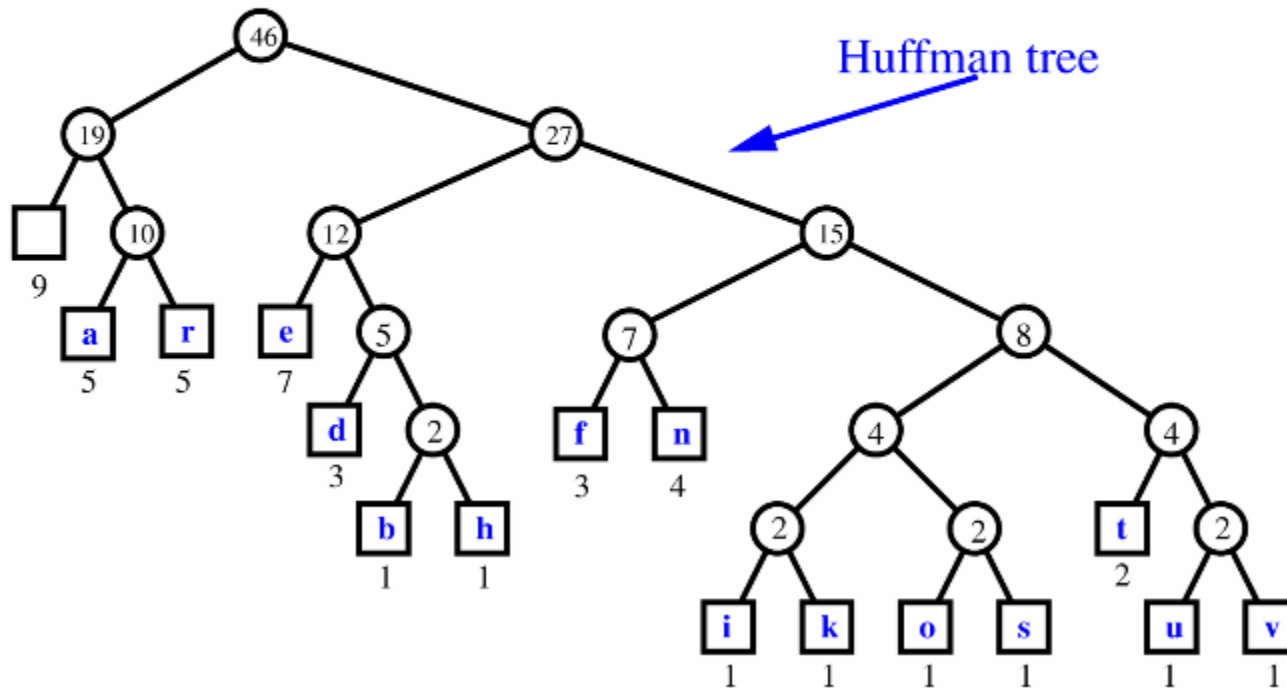 46
Huffman tree
19 27
10 12 15
9
a r e 5 7 8
5 5 7
d 2 f n 4 4
3 3 4
b h 2 2 t 2
1 1 2
i k o s u v
1 1 1 1 1 1